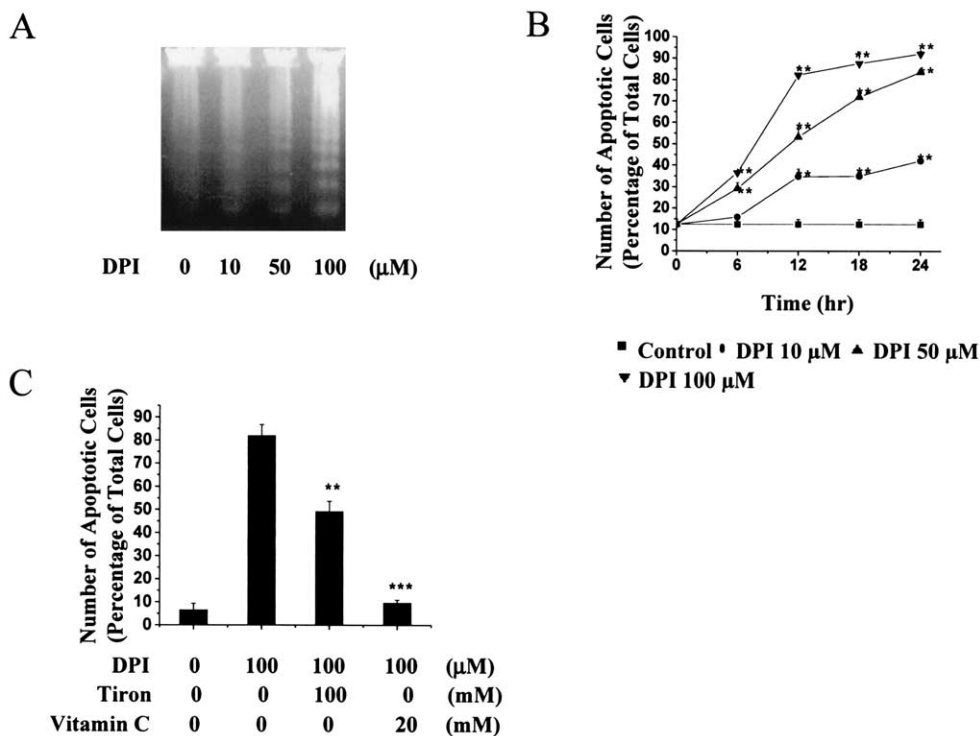 A
DPI 0 10 50 100 (μM)
B
Number of Apoptotic Cells
(Percentage of Total Cells)
100
90
80
70
60
50
40
30
20
10
0
** ** ** **
** ** ** **
** ** **
0 6 12 18 24
Time (hr)
■ Control ● DPI 10 μM ▲ DPI 50 μM
▼ DPI 100 μM
C
Number of Apoptotic Cells
(Percentage of Total Cells)
90
80
70
60
50
40
30
20
10
0
**
***
DPI 0 100 100 100 (μM)
Tiron 0 0 100 0 (mM)
Vitamin C 0 0 0 20 (mM)